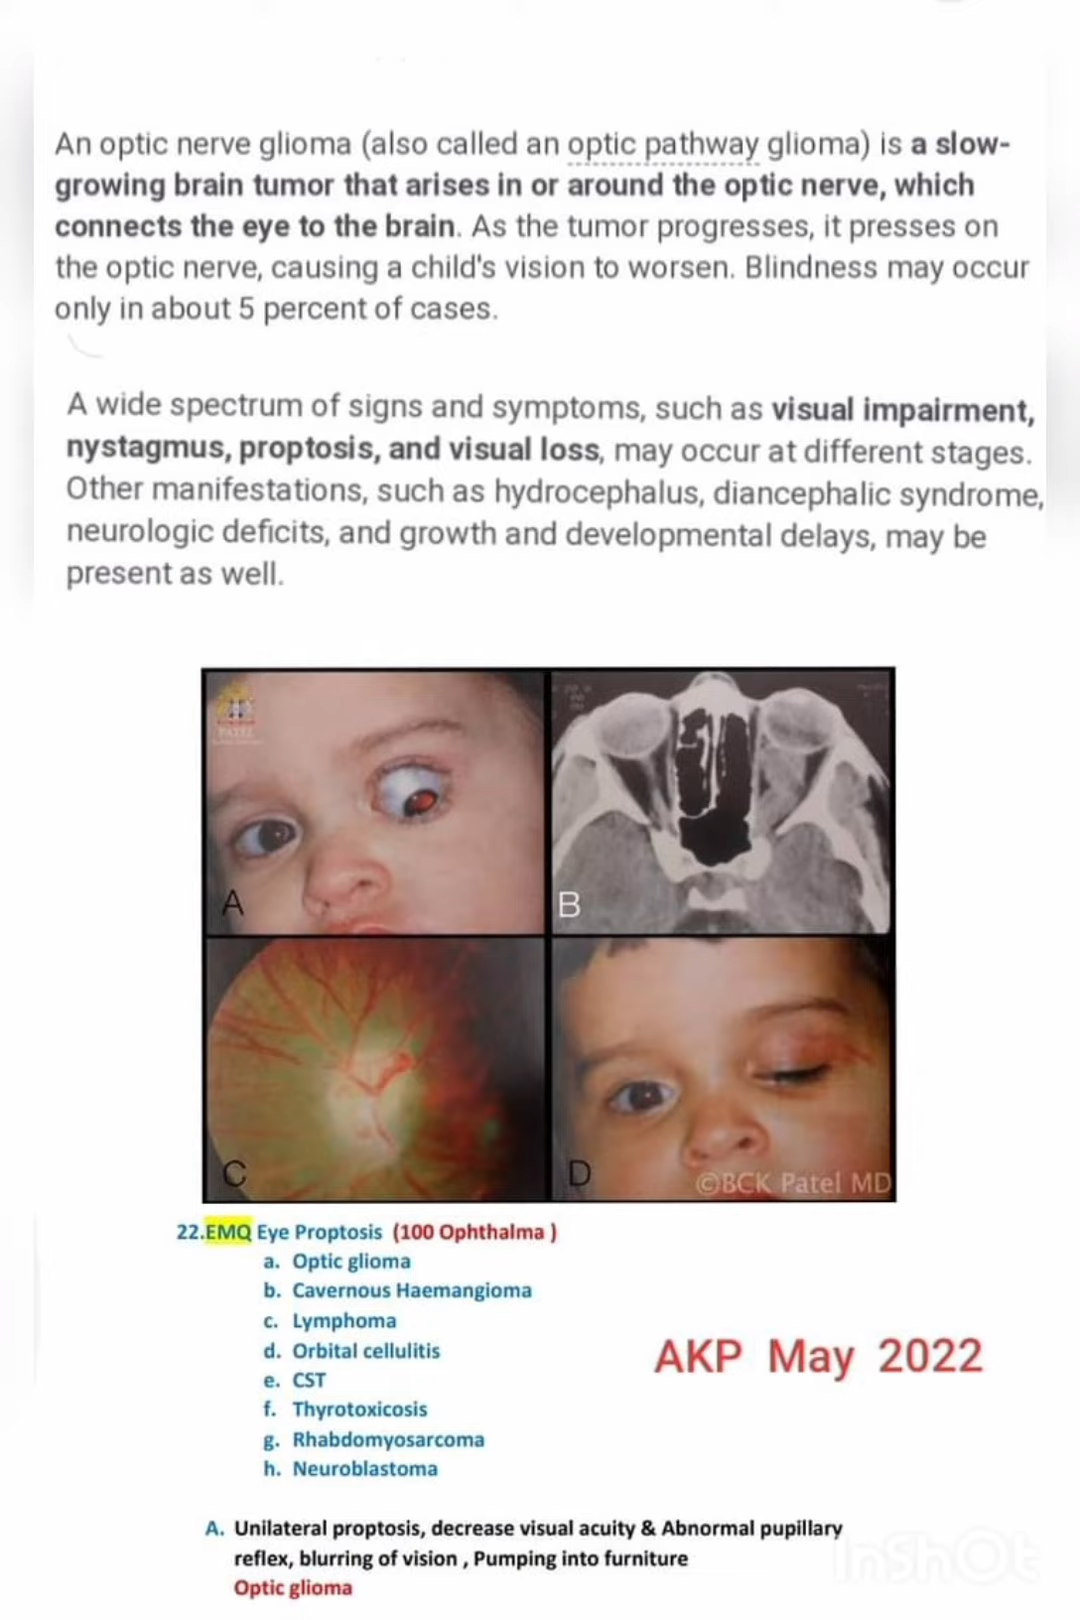 An optic nerve glioma (also called an optic pathway glioma) is a slow-
growing brain tumor that arises in or around the optic nerve, which
connects the eye to the brain. As the tumor progresses, it presses on
the optic nerve, causing a child's vision to worsen. Blindness may occur
only in about 5 percent of cases.
A wide spectrum of signs and symptoms, such as visual impairment,
nystagmus, proptosis, and visual loss, may occur at different stages.
Other manifestations, such as hydrocephalus, diancephalic syndrome,
neurologic deficits, and growth and developmental delays, may be
present as well.
PATEL
A
B
C
D
©BCK Patel MD
22.EMQ Eye Proptosis (100 Ophthalma )
a. Optic glioma
b. Cavernous Haemangioma
c. Lymphoma
d. Orbital cellulitis
e. CST
f. Thyrotoxicosis
g. Rhabdomyosarcoma
h. Neuroblastoma
AKP May 2022
A. Unilateral proptosis, decrease visual acuity & Abnormal pupillary
reflex, blurring of vision , Pumping into furniture
Optic glioma
InShOt